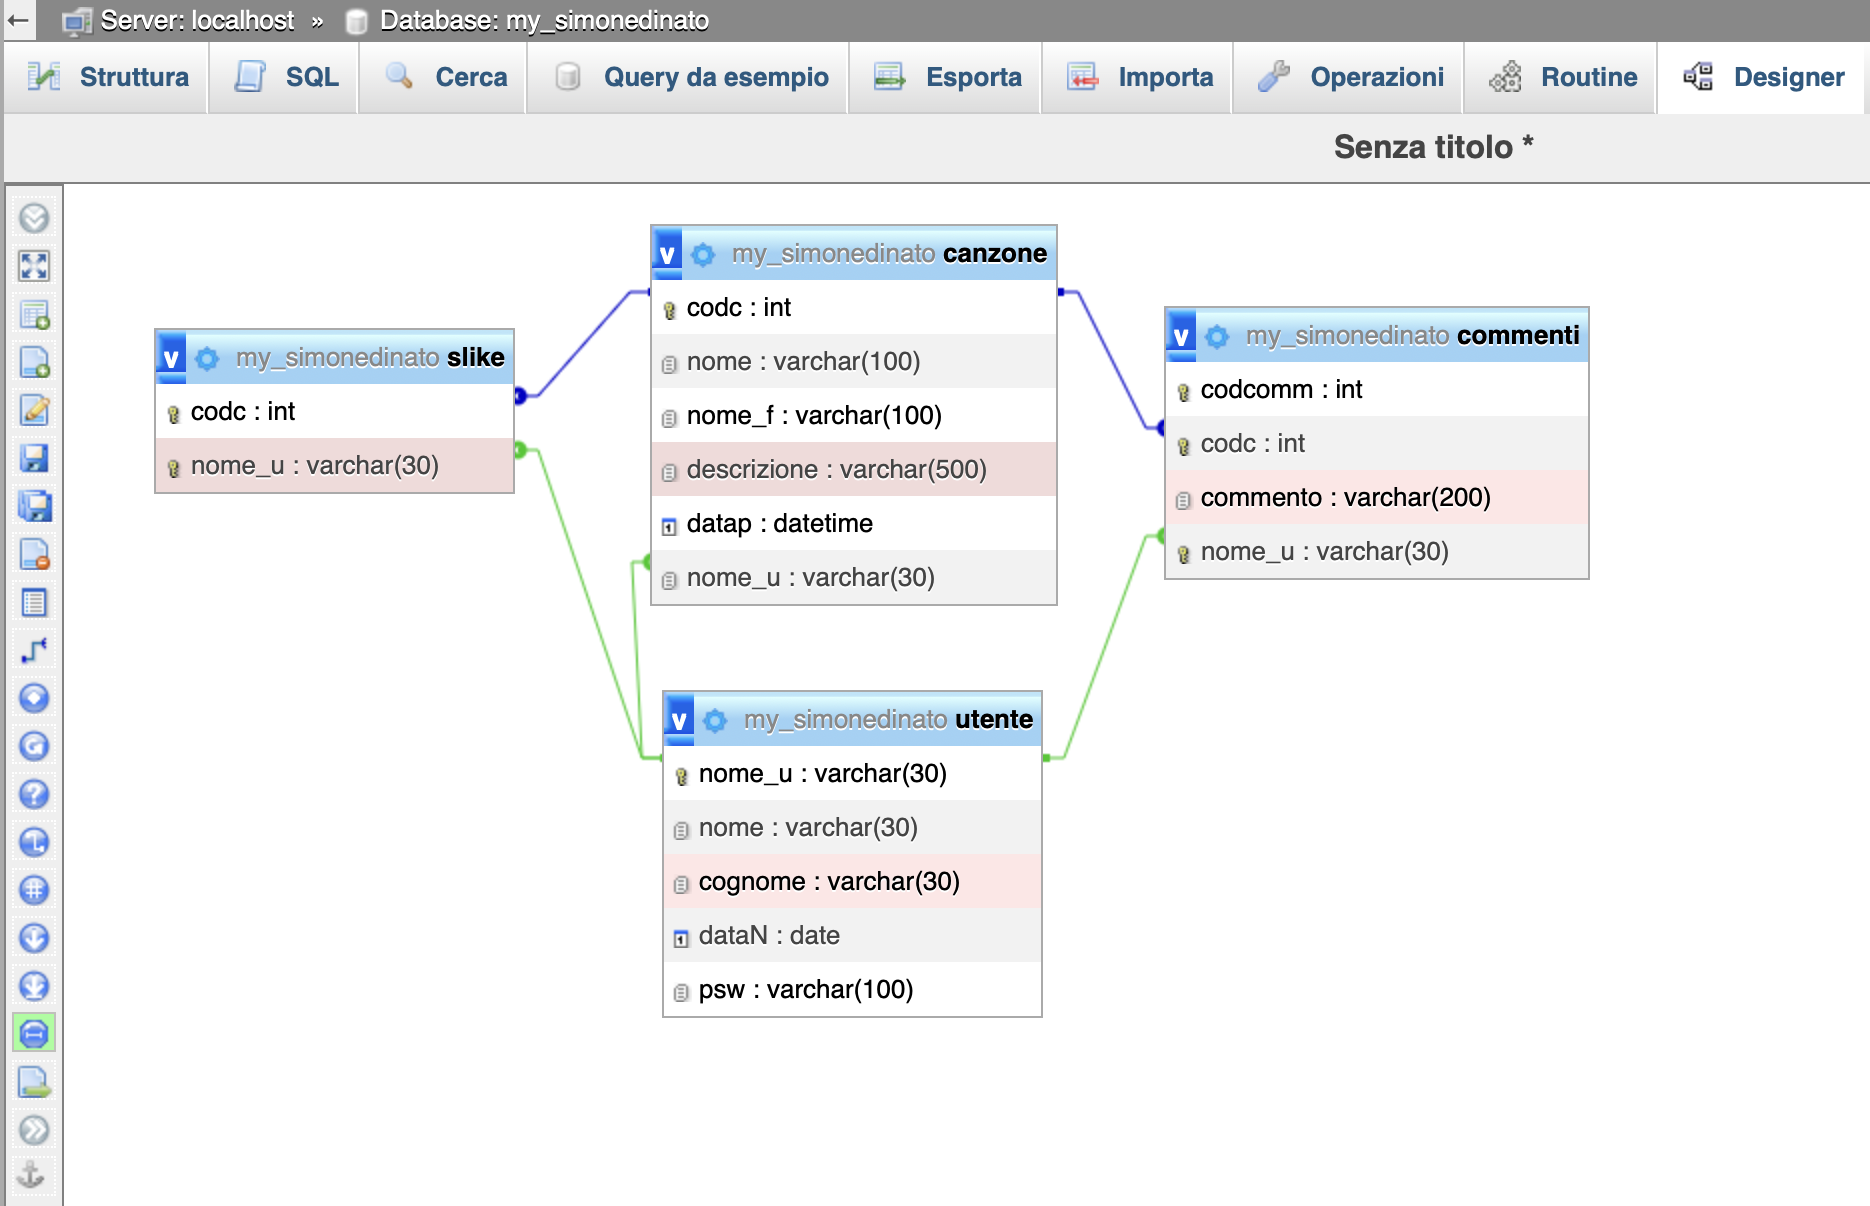 Server: localhost » Database: my_simonedinato
Struttura SQL Cerca Query da esempio Esporta Importa Operazioni Routine Designer
Senza titolo *
v my_simonedinato canzone
codc : int
nome : varchar(100)
nome_f : varchar(100)
descrizione : varchar(500)
datap : datetime
nome_u : varchar(30)
v my_simonedinato slike
codc : int
nome_u : varchar(30)
v my_simonedinato commenti
codcomm : int
codc : int
commento : varchar(200)
nome_u : varchar(30)
v my_simonedinato utente
nome_u : varchar(30)
nome : varchar(30)
cognome : varchar(30)
dataN : date
psw : varchar(100)